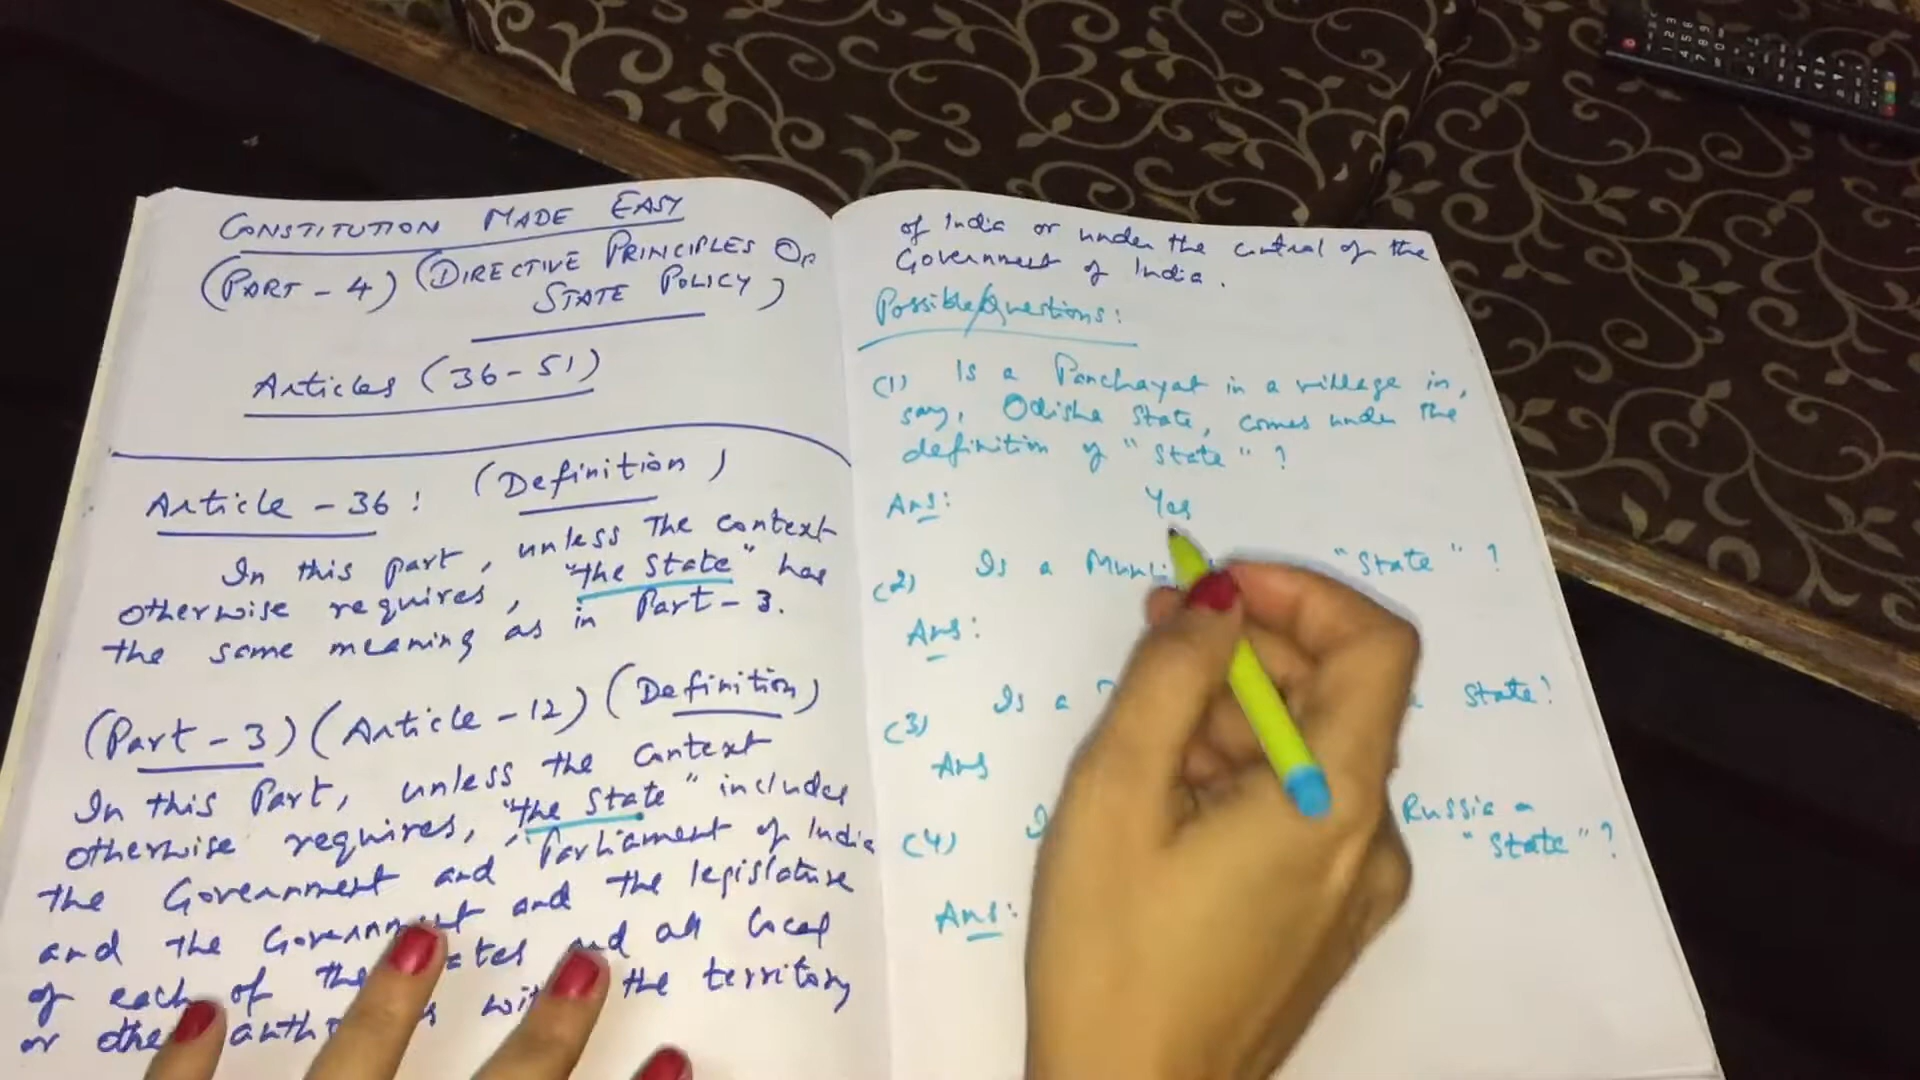 CONSTITUTION MADE EASY
(PART - 4) (DIRECTIVE PRINCIPLES OF
STATE POLICY)
Articles (36-51)
Article - 36: (Definition)
In this part, unless the context
otherwise requires, "the State" has
the same meaning as in Part-3.
(Part - 3) (Article - 12) (Definition)
In this Part, unless the context
otherwise requires, "the State" includes
the Government and Parliament of India
and the Government and the legislature
of each of the and all local
or the territory
of India or under the control of the
Government of India.
Possible/Questions:
(1) Is a Panchayat in a village in,
say, Odisha State, comes under the
definition of "State"?
Ans: Yes
(2) Is a "State"?
Ans:
(3) Is a State?
Ans
(4) Russia a
"State"?
Ans: